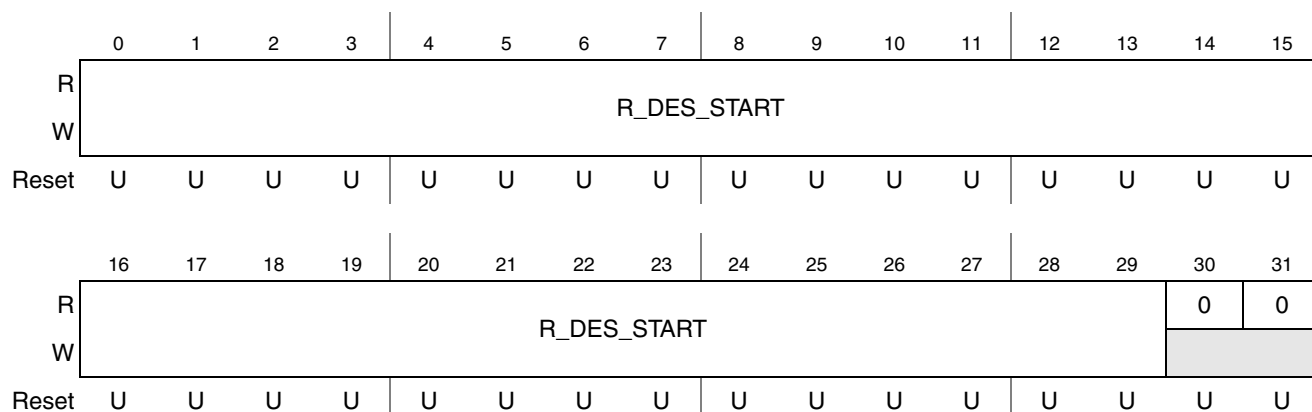 0 1 2 3 4 5 6 7 8 9 10 11 12 13 14 15
R
R_DES_START
W
Reset U U U U U U U U U U U U U U U U
16 17 18 19 20 21 22 23 24 25 26 27 28 29 30 31
R 0 0
R_DES_START
W
Reset U U U U U U U U U U U U U U U U